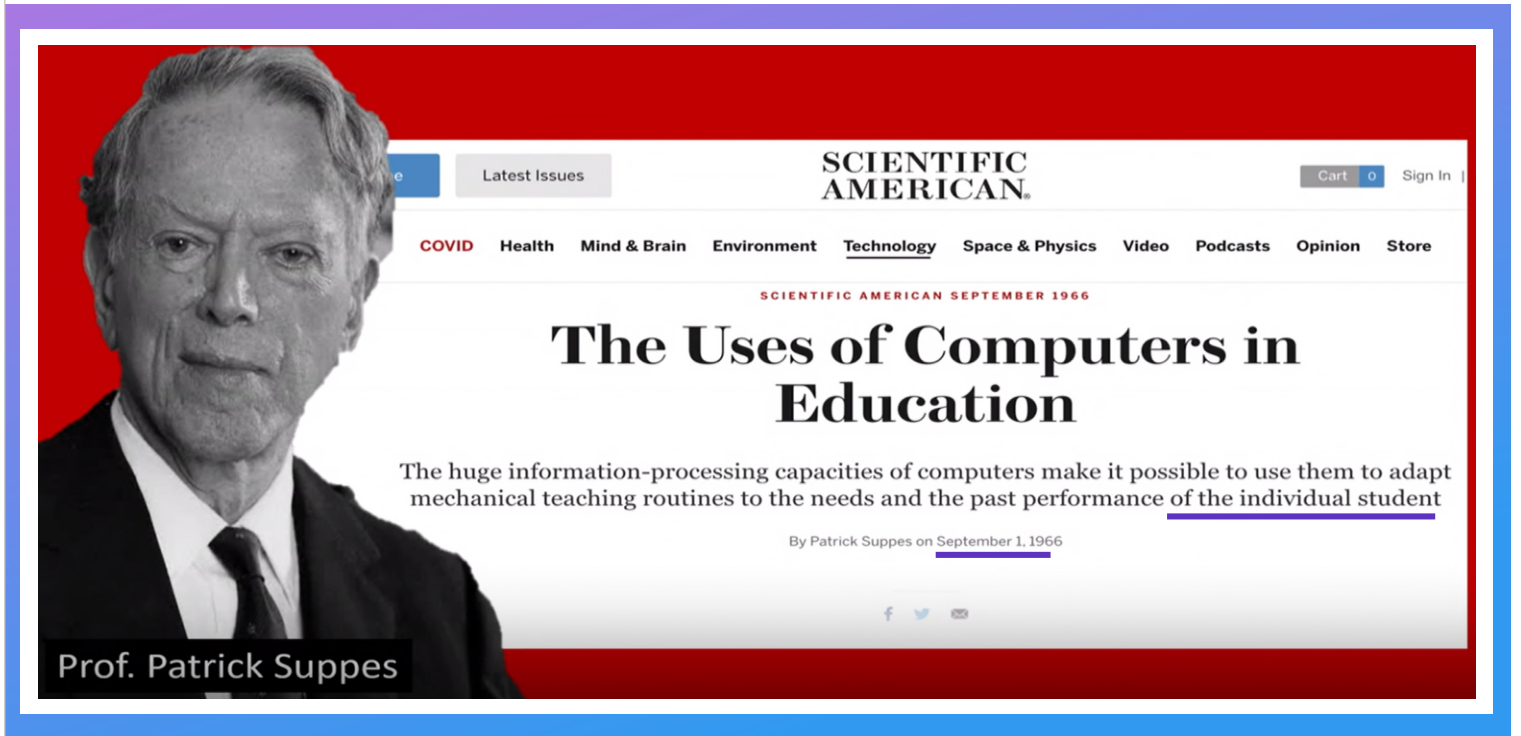 e
Latest Issues
SCIENTIFIC
AMERICAN®
Cart 0 Sign In |
COVID Health Mind & Brain Environment Technology Space & Physics Video Podcasts Opinion Store
SCIENTIFIC AMERICAN SEPTEMBER 1966
The Uses of Computers in
Education
The huge information-processing capacities of computers make it possible to use them to adapt
mechanical teaching routines to the needs and the past performance of the individual student
By Patrick Suppes on September 1, 1966
Prof. Patrick Suppes